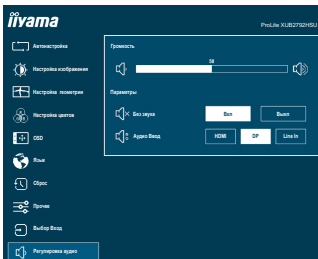 iiyama
ProLite XUB2792HSU
Автонастройка
Настройка изображения
Настройка геометрии
Настройка цветов
OSD
Язык
Сброс
Прочее
Выбор Входа
Регулировка аудио
Громкость
50
Параметры
Без звука
Вкл
Выкл
Аудио Вход
HDMI
DP
Line In